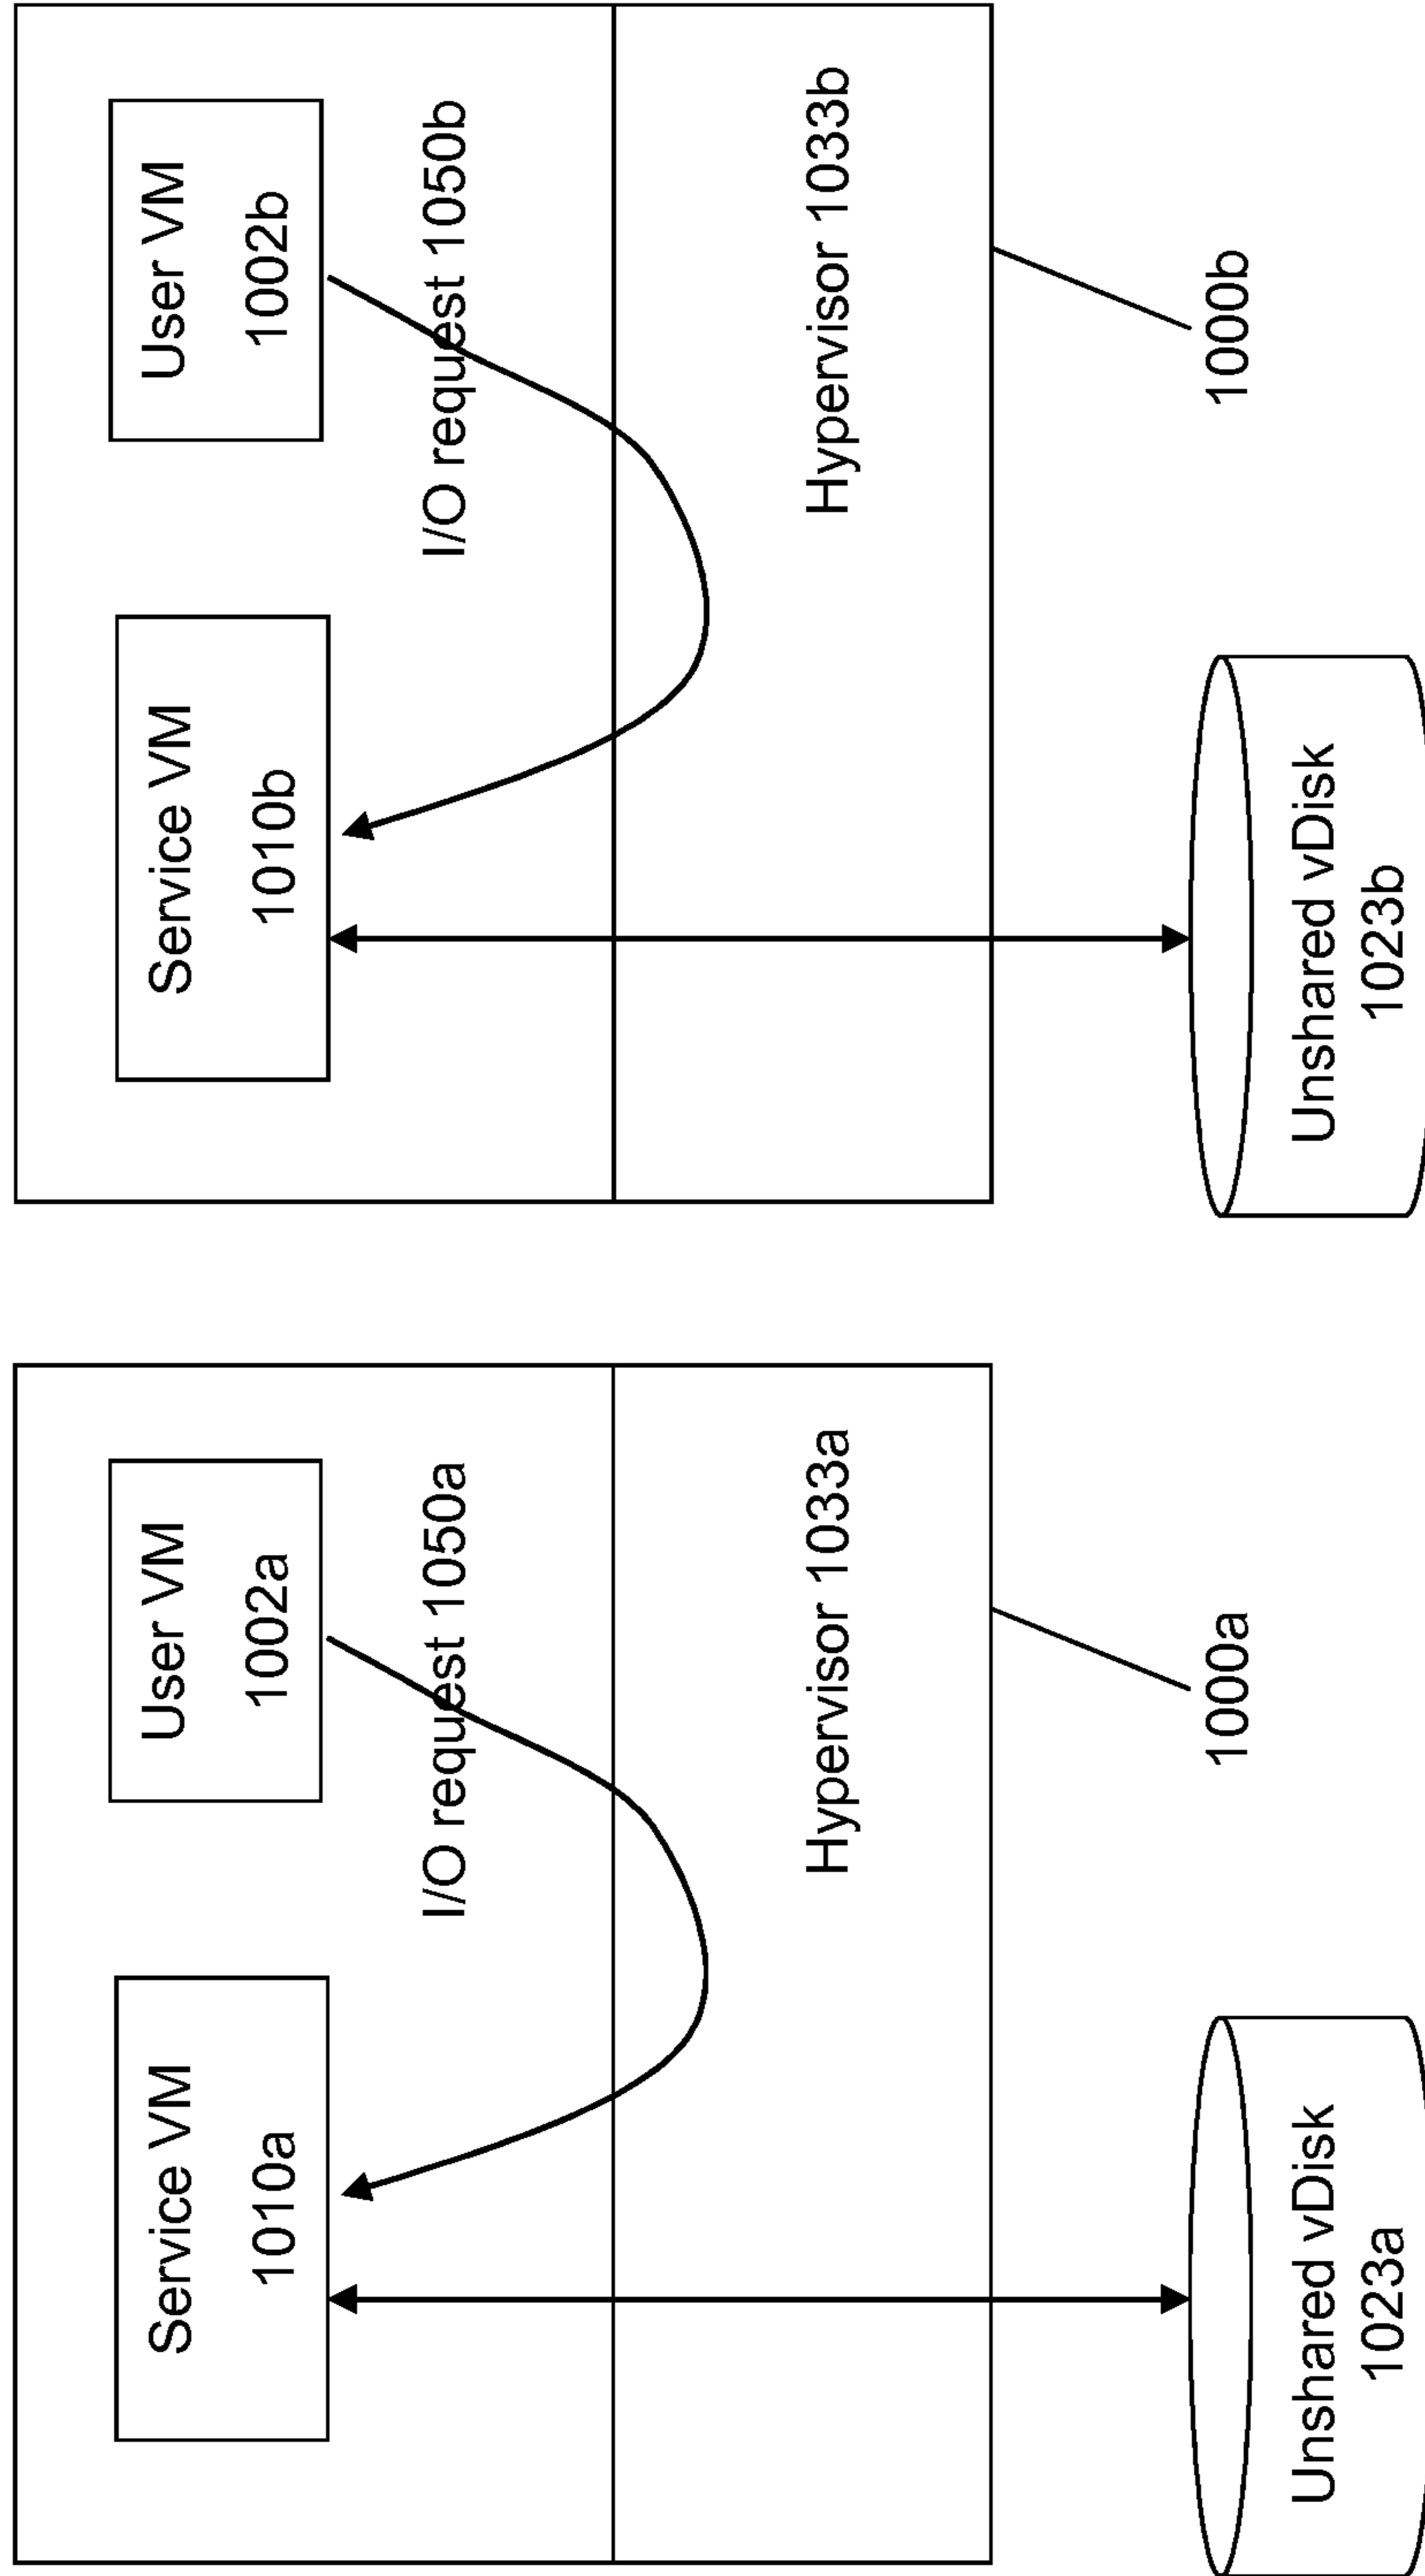 Service VM
1010a
User VM
1002a
I/O request 1050a
Hypervisor 1033a
1000a
Unshared vDisk
1023a
Service VM
1010b
User VM
1002b
I/O request 1050b
Hypervisor 1033b
1000b
Unshared vDisk
1023b